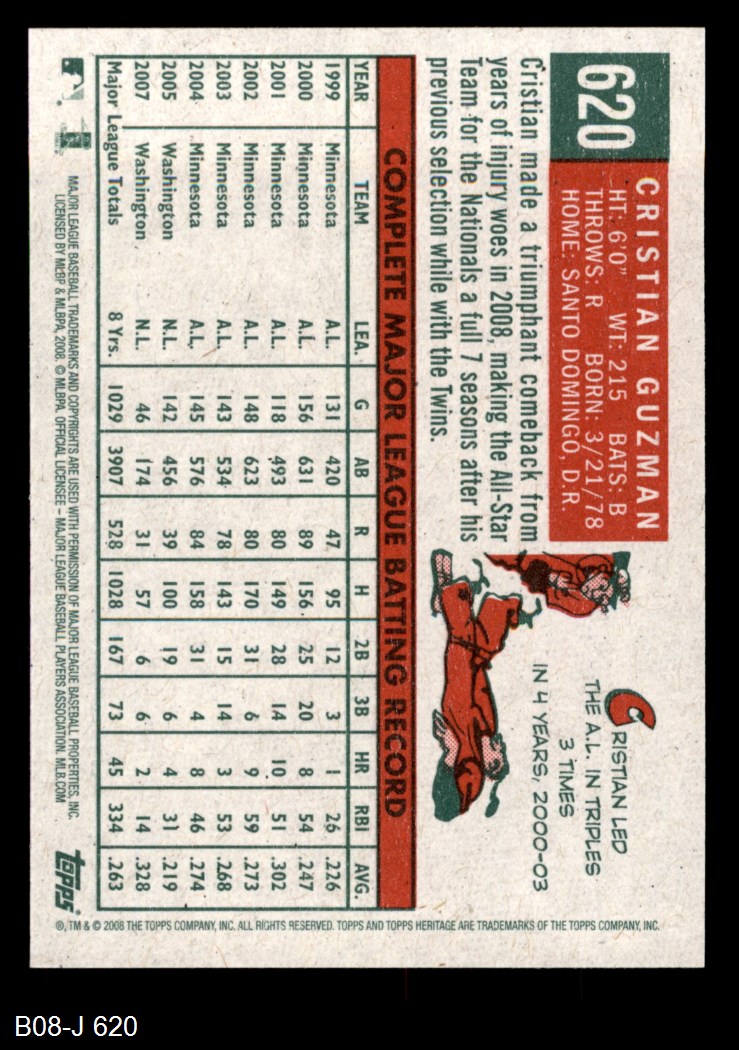 620
CRISTIAN GUZMAN
HT: 6'0" WT: 215 BATS: B
THROWS: R BORN: 3/21/78
HOME: SANTO DOMINGO, D.R.
Cristian made a triumphant comeback from
years of injury woes in 2008, making the All-Star
Team for the Nationals a full 7 seasons after his
previous selection while with the Twins.
CRISTIAN LED
THE A.L. IN TRIPLES
3 TIMES
IN 4 YEARS, 2000-03
COMPLETE MAJOR LEAGUE BATTING RECORD
YEAR TEAM LEA. G AB R H 2B 3B HR RBI AVG.
1999 Minnesota A.L. 131 420 47 95 12 3 1 26 .226
2000 Minnesota A.L. 156 631 89 156 25 20 8 54 .247
2001 Minnesota A.L. 118 493 80 149 28 14 10 51 .302
2002 Minnesota A.L. 148 623 80 170 31 6 9 59 .273
2003 Minnesota A.L. 143 534 78 143 15 14 3 53 .268
2004 Minnesota A.L. 145 576 84 158 31 4 8 46 .274
2005 Washington N.L. 142 456 39 100 19 6 4 31 .219
2007 Washington N.L. 46 174 31 57 6 6 2 14 .328
Major League Totals 8 Yrs. 1029 3907 528 1028 167 73 45 334 .263
MAJOR LEAGUE BASEBALL TRADEMARKS AND COPYRIGHTS ARE USED WITH PERMISSION OF MAJOR LEAGUE BASEBALL PROPERTIES, INC.
LICENSED BY MLBP & MLBPA, 2008. © MLBPA. OFFICIAL LICENSEE – MAJOR LEAGUE BASEBALL PLAYERS ASSOCIATION. MLB.COM
topps
®, TM & © 2008 THE TOPPS COMPANY, INC. ALL RIGHTS RESERVED. TOPPS AND TOPPS HERITAGE ARE TRADEMARKS OF THE TOPPS COMPANY, INC.
B08-J 620